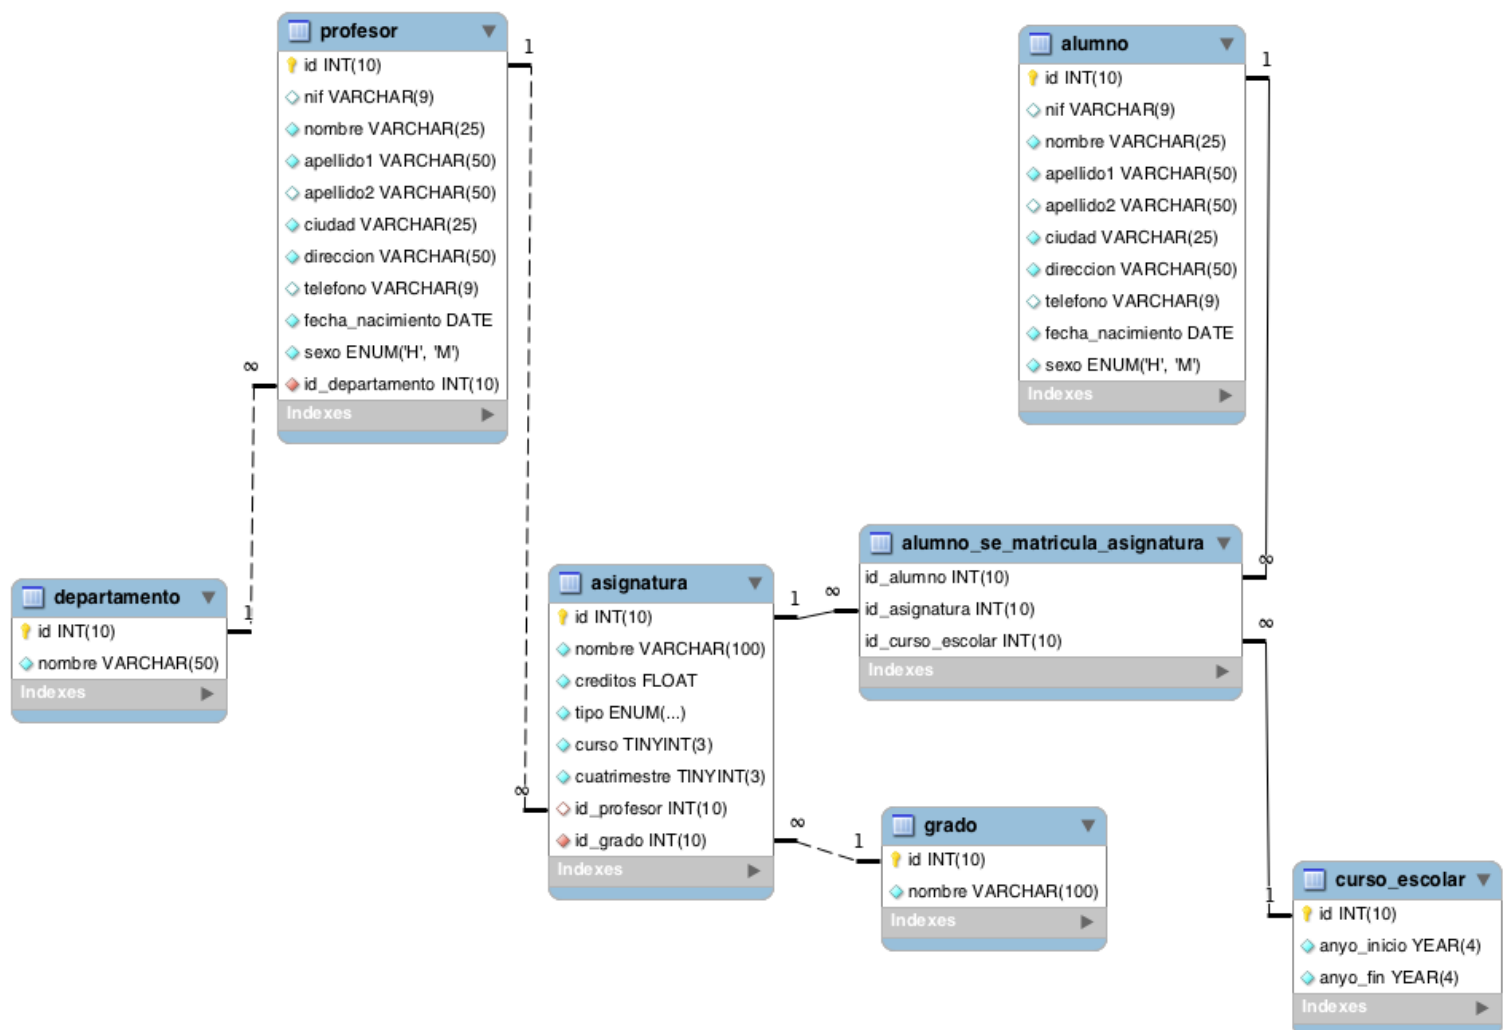 profesor
id INT(10)
nif VARCHAR(9)
nombre VARCHAR(25)
apellido1 VARCHAR(50)
apellido2 VARCHAR(50)
ciudad VARCHAR(25)
direccion VARCHAR(50)
telefono VARCHAR(9)
fecha_nacimiento DATE
sexo ENUM('H', 'M')
id_departamento INT(10)
Indexes
1
∞
alumno
id INT(10)
nif VARCHAR(9)
nombre VARCHAR(25)
apellido1 VARCHAR(50)
apellido2 VARCHAR(50)
ciudad VARCHAR(25)
direccion VARCHAR(50)
telefono VARCHAR(9)
fecha_nacimiento DATE
sexo ENUM('H', 'M')
Indexes
1
departamento
id INT(10)
nombre VARCHAR(50)
Indexes
1
asignatura
id INT(10)
nombre VARCHAR(100)
creditos FLOAT
tipo ENUM(...)
curso TINYINT(3)
cuatrimestre TINYINT(3)
id_profesor INT(10)
id_grado INT(10)
Indexes
1
∞
∞
∞
alumno_se_matricula_asignatura
id_alumno INT(10)
id_asignatura INT(10)
id_curso_escolar INT(10)
Indexes
∞
∞
grado
id INT(10)
nombre VARCHAR(100)
Indexes
1
curso_escolar
id INT(10)
anyo_inicio YEAR(4)
anyo_fin YEAR(4)
Indexes
1